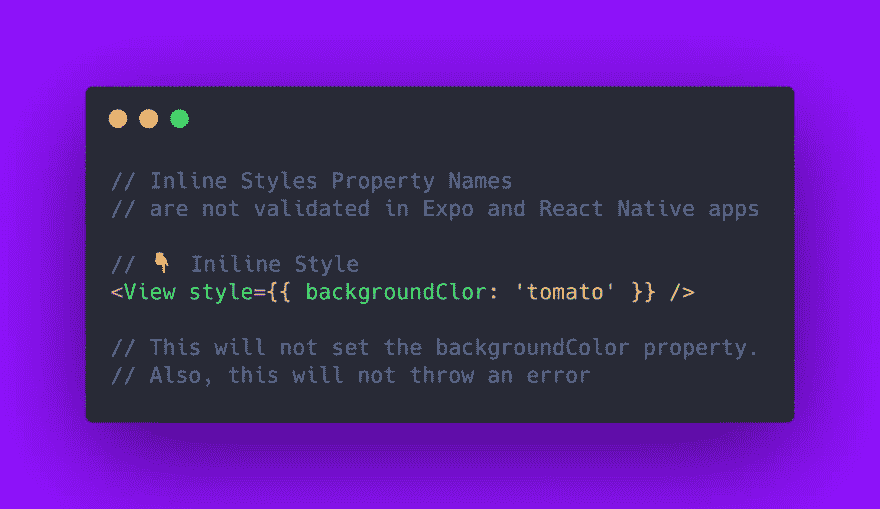 // Inline Styles Property Names
// are not validated in Expo and React Native apps
// 👇 Iniline Style
<View style={{ backgroundClor: 'tomato' }} />
// This will not set the backgroundColor property.
// Also, this will not throw an error